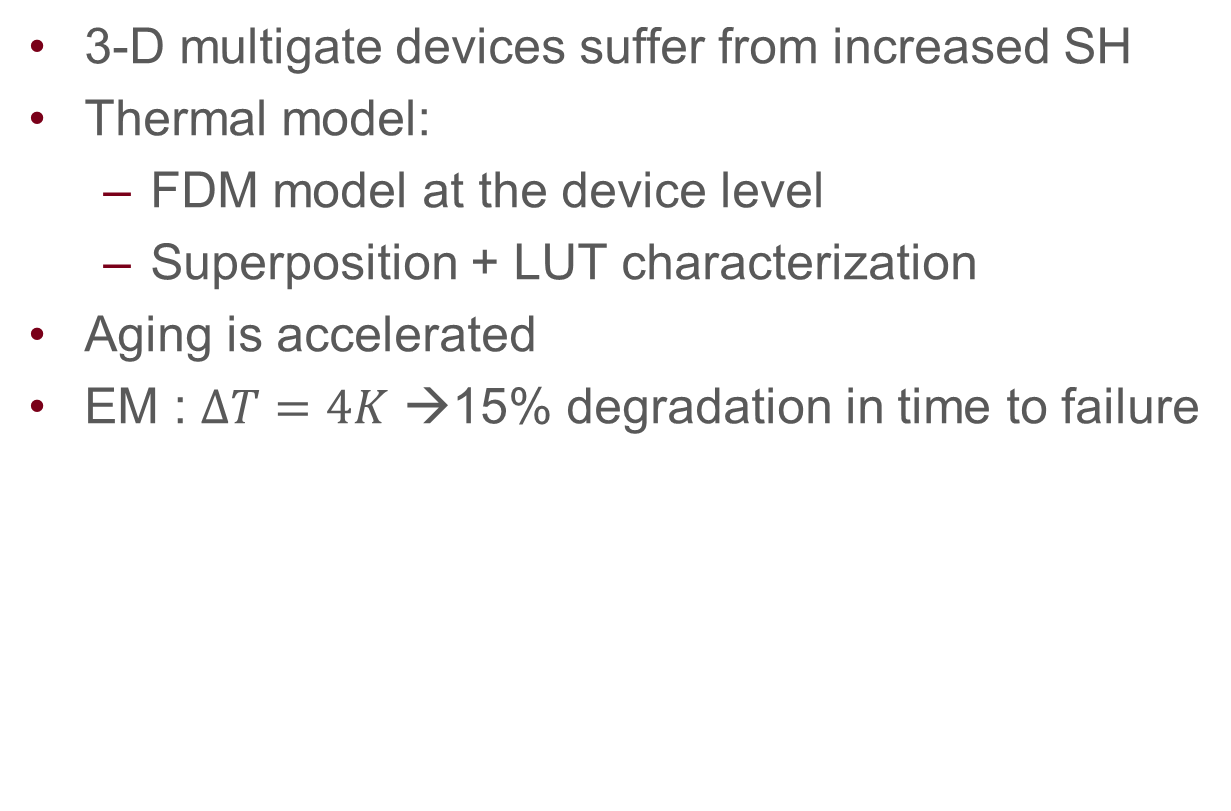 • 3-D multigate devices suffer from increased SH
• Thermal model:
– FDM model at the device level
– Superposition + LUT characterization
• Aging is accelerated
• EM : Δ𝑇 = 4𝐾 →15% degradation in time to failure